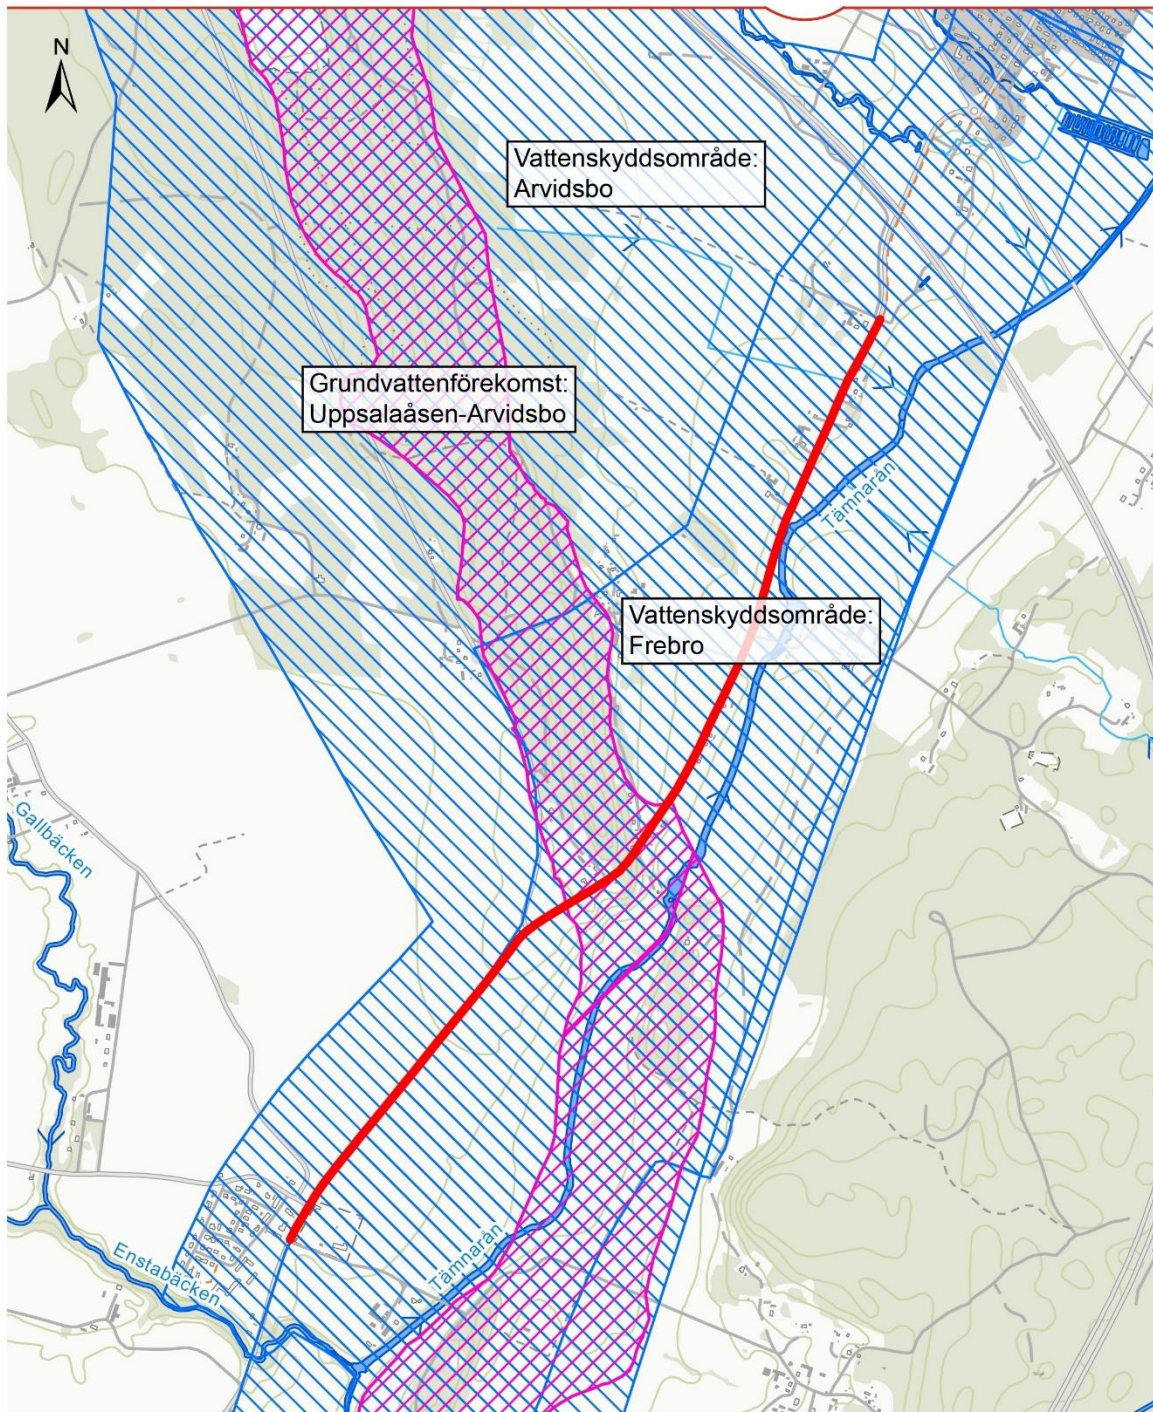 N
Vattenskyddsområde:
Arvidsbo
Grundvattenförekomst:
Uppsalaåsen-Arvidsbo
Tämnarån
Vattenskyddsområde:
Frebro
Gallbäcken
Enstabäcken
Tämnarån